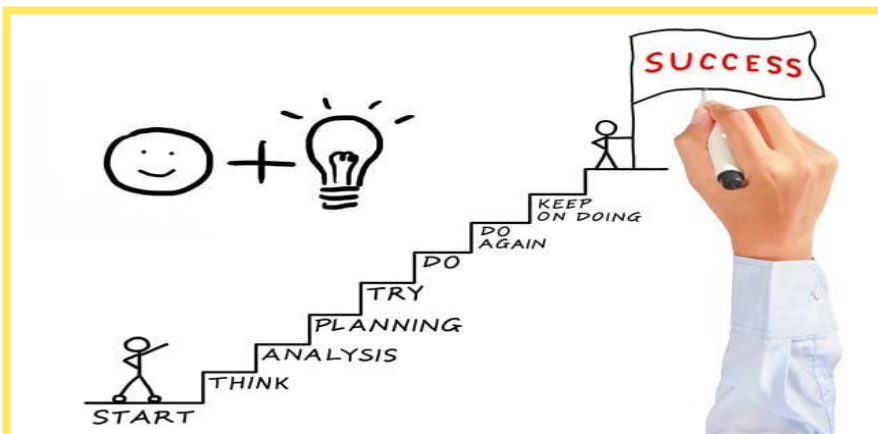 SUCCESS
KEEP
ON DOING
DO
AGAIN
DO
TRY
PLANNING
ANALYSIS
THINK
START